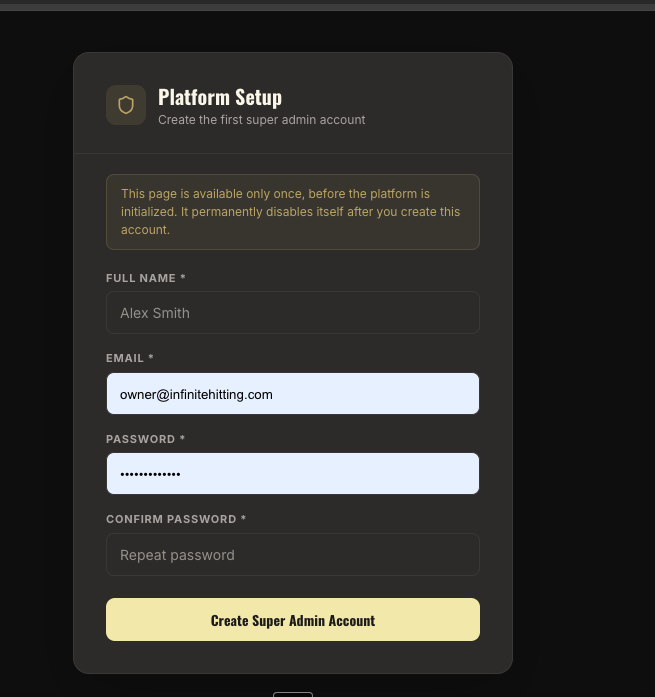 Platform Setup
Create the first super admin account
This page is available only once, before the platform is
initialized. It permanently disables itself after you create this
account.
FULL NAME *
Alex Smith
EMAIL *
owner@infinitehitting.com
PASSWORD *
•••••••••••••
CONFIRM PASSWORD *
Repeat password
Create Super Admin Account